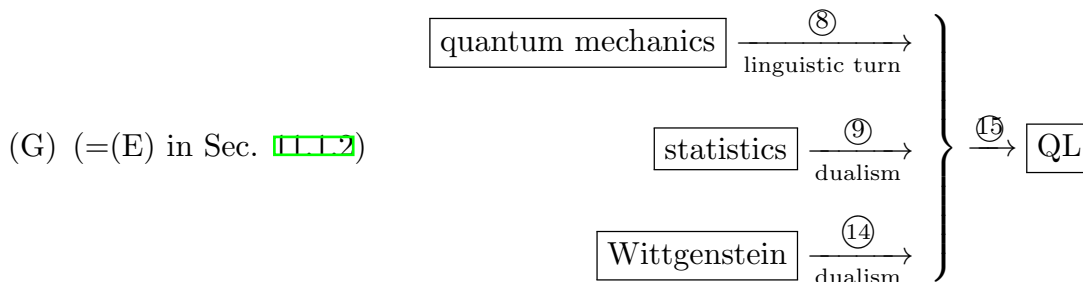 quantum mechanics ⑧ linguistic turn
(G) (=(E) in Sec. 11.1.2) statistics ⑨ dualism ⑮ QL
Wittgenstein ⑭ dualism